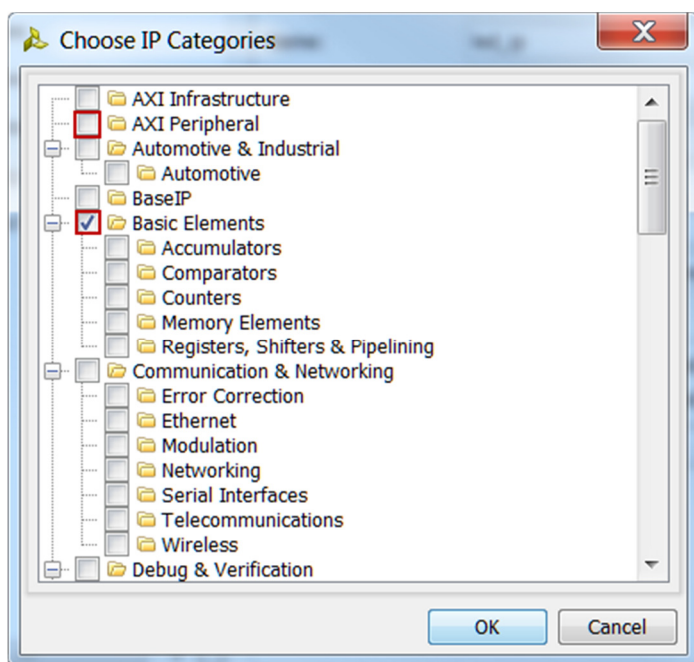 Choose IP Categories
AXI Infrastructure
AXI Peripheral
Automotive & Industrial
Automotive
BaseIP
Basic Elements
Accumulators
Comparators
Counters
Memory Elements
Registers, Shifters & Pipelining
Communication & Networking
Error Correction
Ethernet
Modulation
Networking
Serial Interfaces
Telecommunications
Wireless
Debug & Verification
OK
Cancel